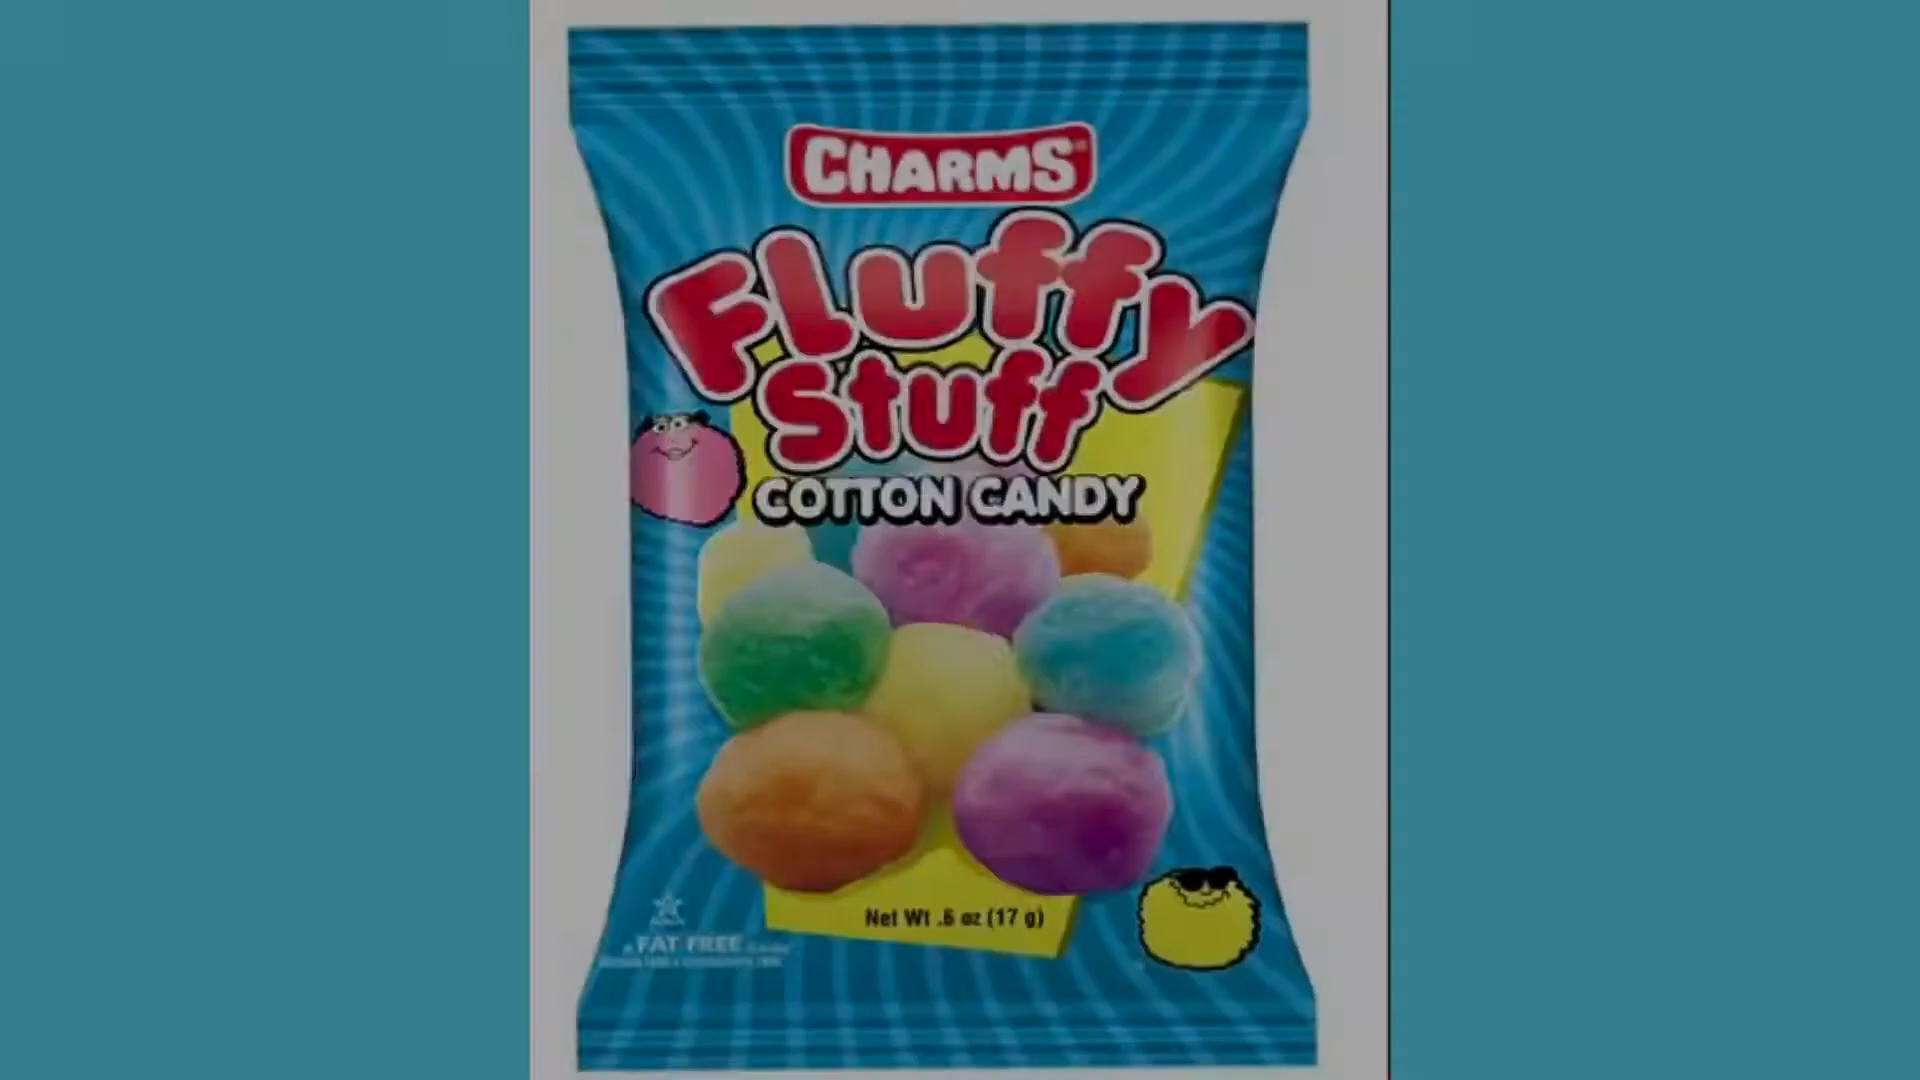 CHARMS
Fluffy
Stuff
COTTON CANDY
Net Wt .6 oz (17 g)
FAT FREE